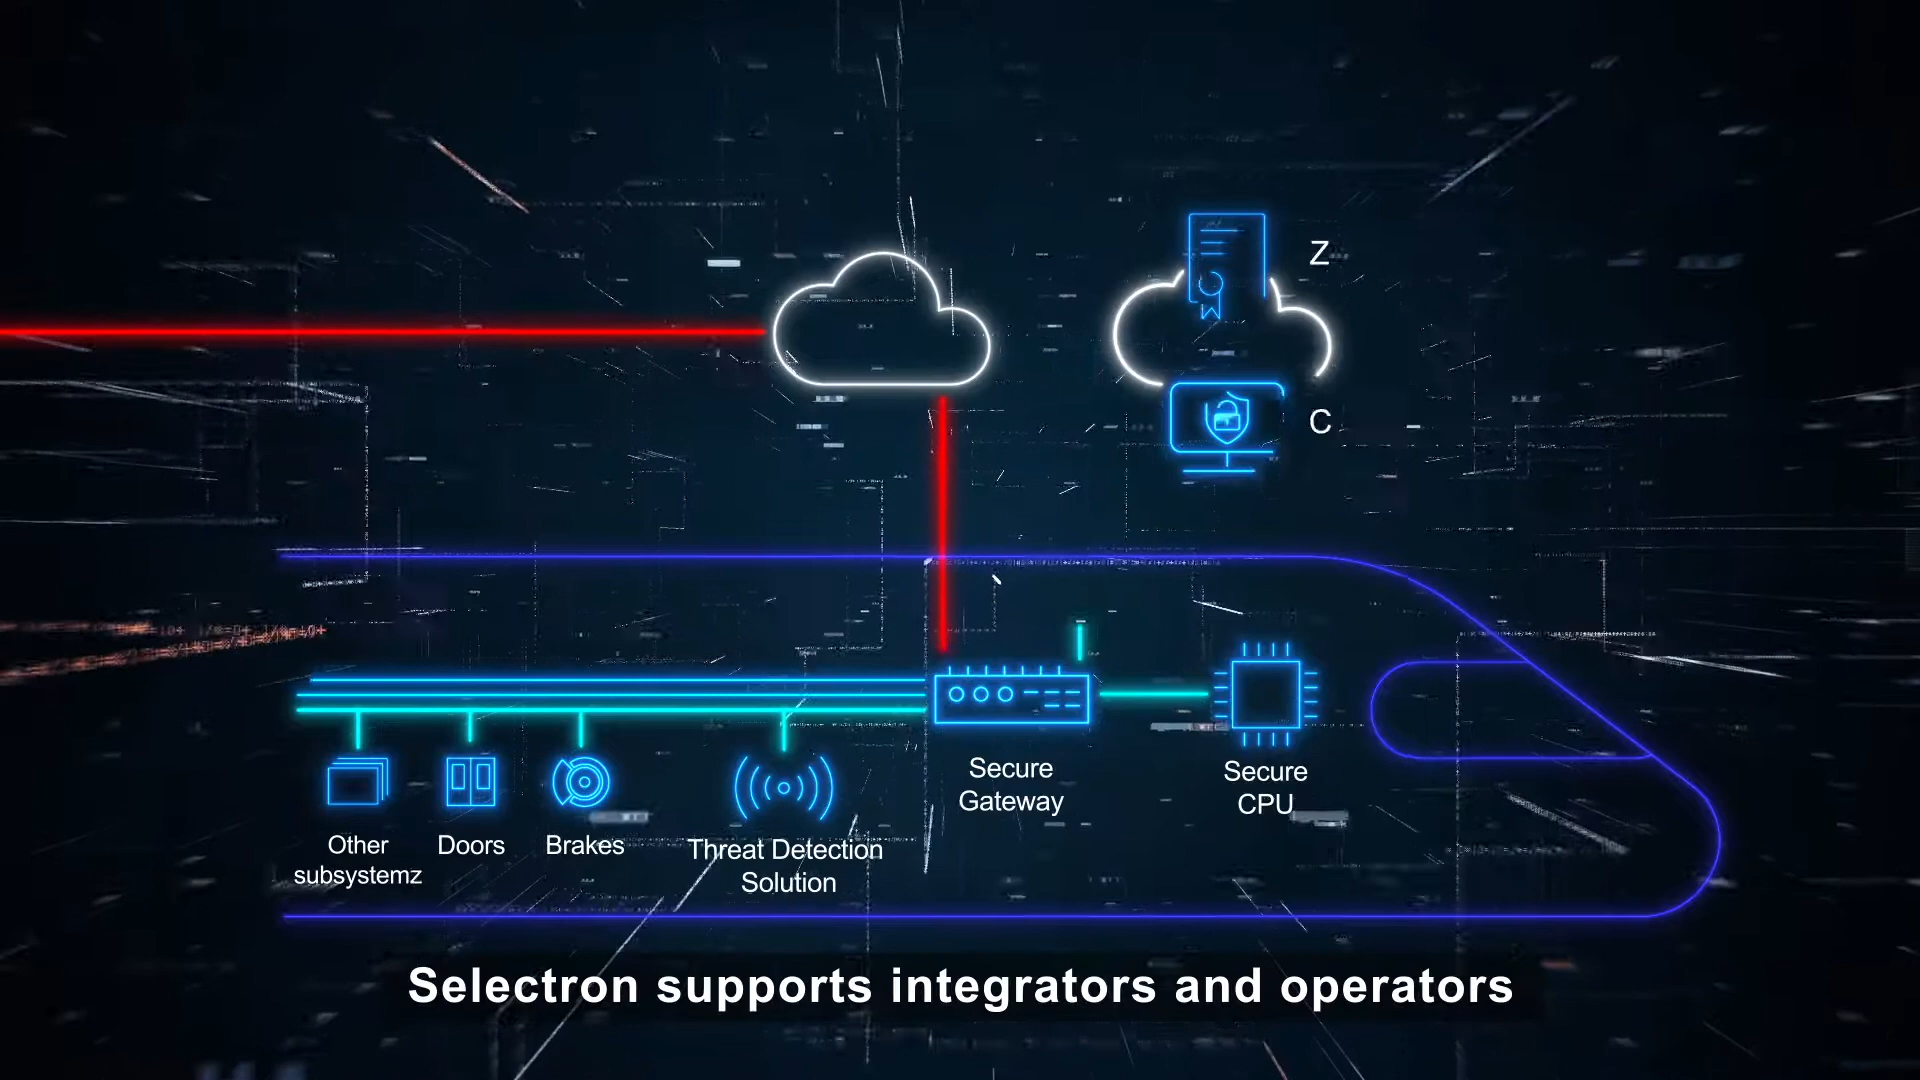 Z
C
Secure
Gateway
Secure
CPU
Other
subsystemz
Doors
Brakes
Threat Detection
Solution
Selectron supports integrators and operators